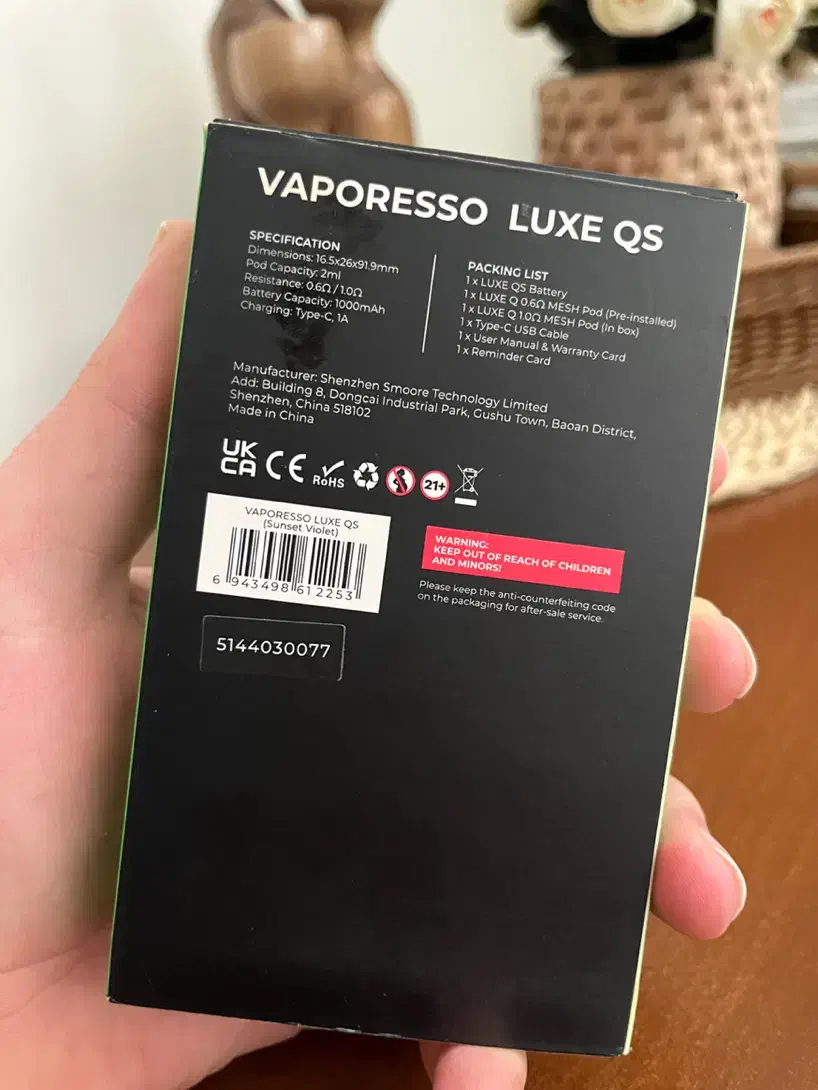 VAPORESSO LUXE QS
SPECIFICATION
Dimensions: 16.5x26x91.9mm
Pod Capacity: 2ml
Resistance: 0.6Ω / 1.0Ω
Battery Capacity: 1000mAh
Charging: Type-C, 1A
PACKING LIST
1 x LUXE QS Battery
1 x LUXE Q 0.6Ω MESH Pod (Pre-installed)
1 x LUXE Q 1.0Ω MESH Pod (In box)
1 x Type-C USB Cable
1 x User Manual & Warranty Card
1 x Reminder Card
Manufacturer: Shenzhen Smoore Technology Limited
Add: Building 8, Dongcai Industrial Park, Gushu Town, Baoan District,
Shenzhen, China 518102
Made in China
UK
CA CE RoHS 21+
VAPORESSO LUXE QS
(Sunset Violet)
6 943498 612253
WARNING:
KEEP OUT OF REACH OF CHILDREN
AND MINORS!
Please keep the anti-counterfeiting code
on the packaging for after-sale service.
5144030077